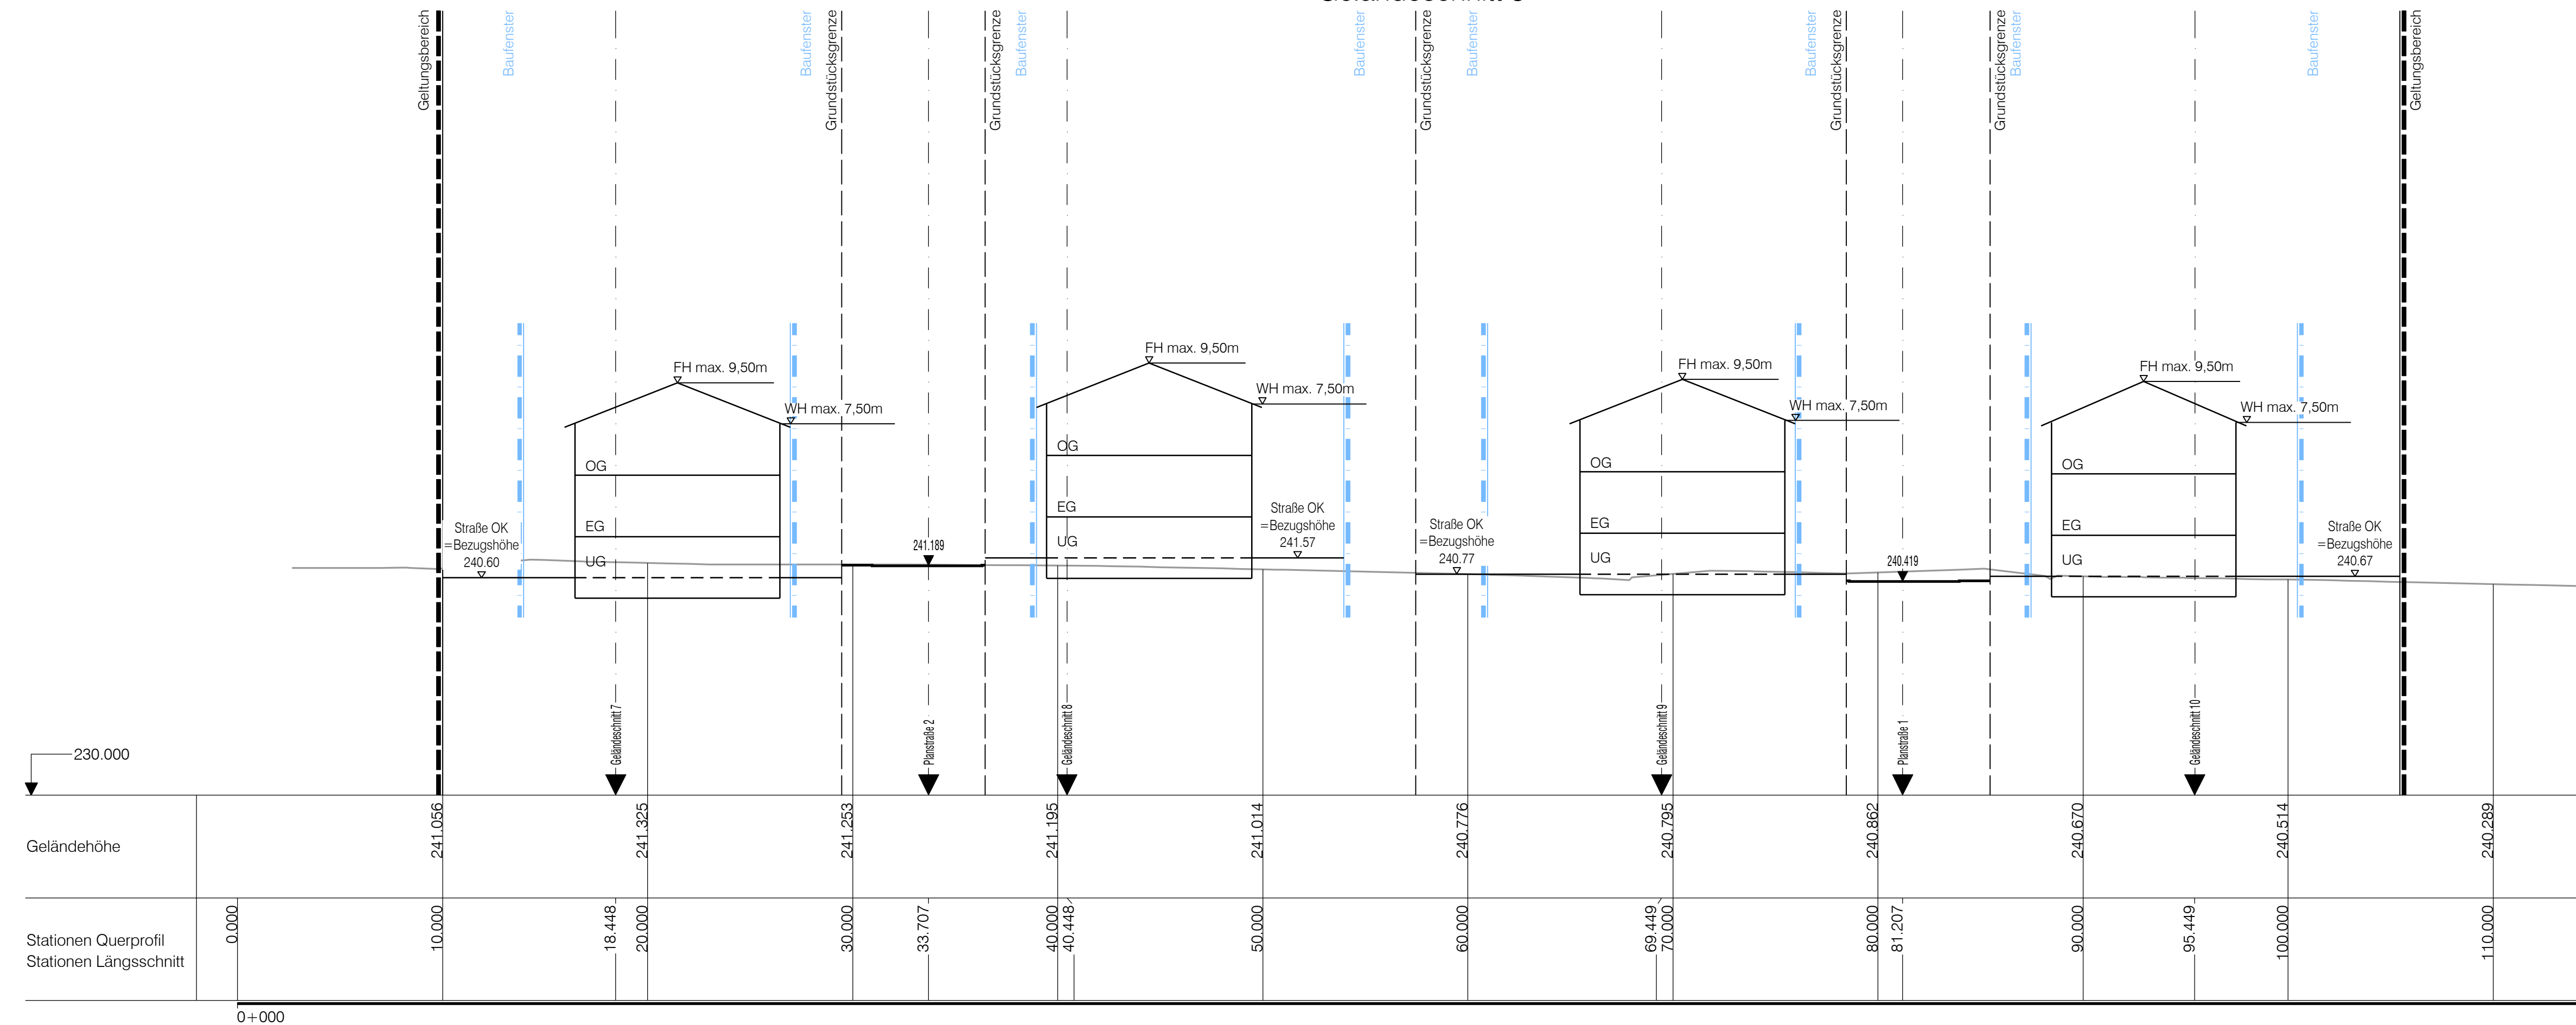 Geltungsbereich
Baufenster
Baufenster
Grundstücksgrenze
Grundstücksgrenze
Baufenster
Baufenster
Grundstücksgrenze
Baufenster
Baufenster
Grundstücksgrenze
Grundstücksgrenze
Baufenster
Baufenster
Geltungsbereich
FH max. 9,50m
WH max. 7,50m
OG
EG
UG
Straße OK
=Bezugshöhe
240.60
241.189
FH max. 9,50m
WH max. 7,50m
OG
EG
UG
Straße OK
=Bezugshöhe
241.57
Straße OK
=Bezugshöhe
240.77
FH max. 9,50m
WH max. 7,50m
OG
EG
UG
240.419
FH max. 9,50m
WH max. 7,50m
OG
EG
UG
Straße OK
=Bezugshöhe
240.67
Geländeschnitt 7
Planstraße 2
Geländeschnitt 8
Geländeschnitt 9
Planstraße 1
Geländeschnitt 10
230.000
Geländehöhe
241.056
241.325
241.253
241.195
241.014
240.776
240.795
240.862
240.670
240.514
240.289
Stationen Querprofil
Stationen Längsschnitt
0.000
10.000
18.448
20.000
30.000
33.707
40.000
40.448
50.000
60.000
69.449
70.000
80.000
81.207
90.000
95.449
100.000
110.000
0+000